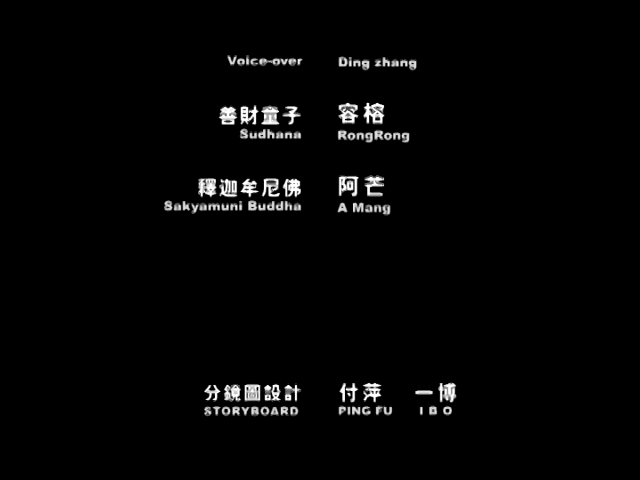 Voice-over Ding zhang
善財童子 容榕
Sudhana RongRong
釋迦牟尼佛 阿芒
Sakyamuni Buddha A Mang
分鏡圖設計 付萍 一博
STORYBOARD PING FU I B O